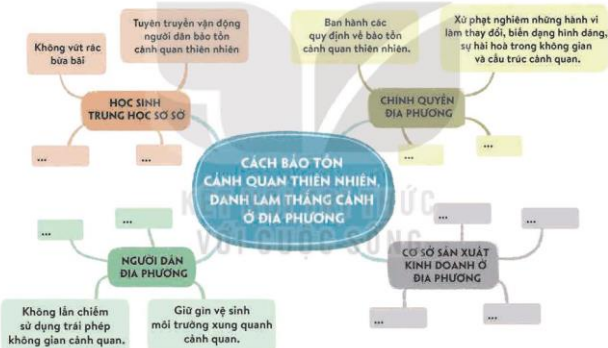 Không vứt rác
bừa bãi
Tuyên truyền vận động
người dân bảo tồn
cảnh quan thiên nhiên
Ban hành các
quy định về bảo tồn
cảnh quan thiên nhiên.
Xử phạt nghiêm những hành vi
làm thay đổi, biến dạng hình dáng,
sự hài hoà trong không gian
và cấu trúc cảnh quan.
HỌC SINH
TRUNG HỌC SƠ SỞ
CHÍNH QUYỀN
ĐỊA PHƯƠNG
...
...
...
...
CÁCH BẢO TỒN
CẢNH QUAN THIÊN NHIÊN,
DANH LAM THẮNG CẢNH
Ở ĐỊA PHƯƠNG
...
...
...
...
NGƯỜI DÂN
ĐỊA PHƯƠNG
CƠ SỞ SẢN XUẤT
KINH DOANH Ở
ĐỊA PHƯƠNG
Không lấn chiếm
sử dụng trái phép
không gian cảnh quan.
Giữ gìn vệ sinh
môi trường xung quanh
cảnh quan.
...
...
VỚI CUỘC SỐNG